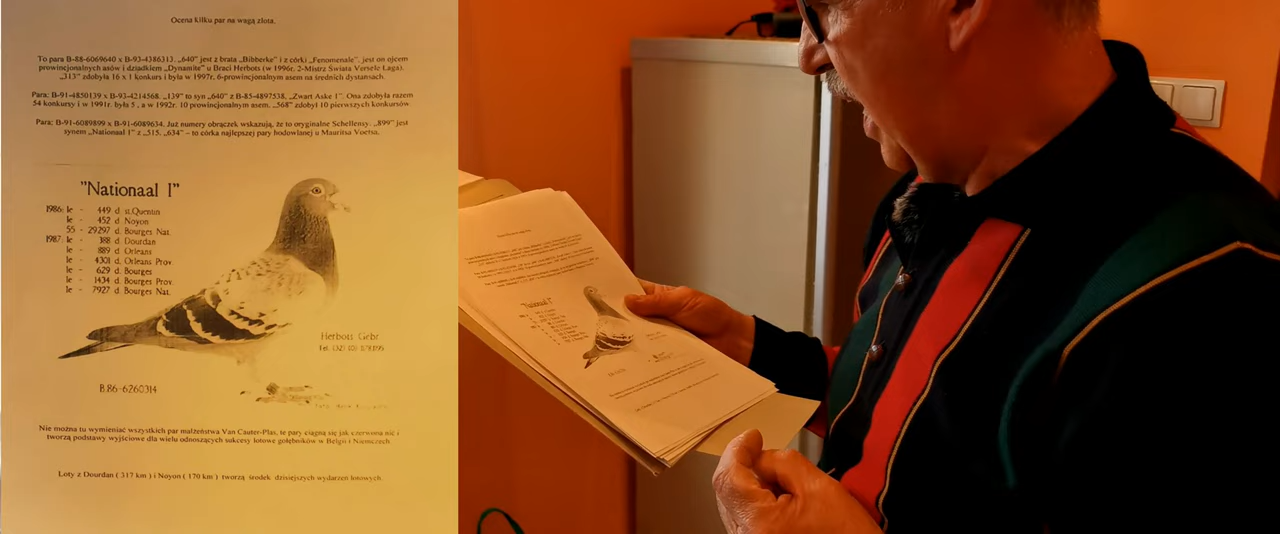 Ocena kilku par na wagę złota.
To para B-88-6069640 x B-93-4386313. „640” jest z brata „Bibberke” i z córki „Fenomenale”. jest on ojcem
prowincjonalnych asów i dziadkiem „Dynamite” u Braci Herbots (w 1996r. 2-Mistrz Świata Versele Laga).
„313” zdobyła 16 x 1 konkurs i była w 1997r. 6-prowincjonalnym asem na średnich dystansach.
Para; B-91-4850139 x B-93-4214568. „139” to syn „640” z B-85-4897538, „Zwart Aske I”. Ona zdobyła razem
54 konkursy i w 1991r. była 5 , a w 1992r. 10 prowincjonalnym asem. „568” zdobył 10 pierwszych konkursów.
Para; B-91-6089899 x B-91-6089634. Już numery obrączek wskazują, że to oryginalne Schellensy. „899” jest
synem „Nationaal I” z „515. „634” – to córka najlepszej pary hodowlanej u Mauritsa Voetsa.
"Nationaal I"
1986: 1e - 449 d. st.Quentin
1e - 452 d. Noyon
55 - 29297 d. Bourges Nat.
1987: 1e - 388 d. Dourdan
1e - 889 d. Orleans
1e - 4301 d. Orleans Prov.
1e - 629 d. Bourges
1e - 1434 d. Bourges Prov.
1e - 7927 d. Bourges Nat.
Herbots Gebr.
Tel. (32)
B.86-6260314
Nie można tu wymieniać wszystkich par małżeństwa Van Cauter-Plas, te pary ciągną się jak czerwona nić i
tworzą podstawy wyjściowe dla wielu odnoszących sukcesy lotowe gołębników w Belgii i Niemczech.
Loty z Dourdan ( 317 km ) i Noyon ( 170 km ) tworzą środek dzisiejszych wydarzeń lotowych.
"Nationaal I"